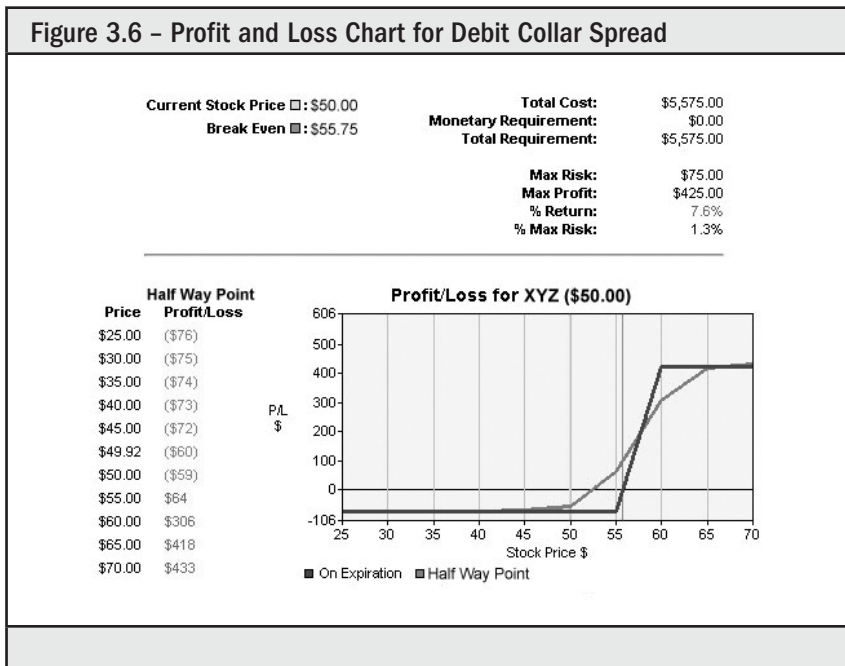 Figure 3.6 – Profit and Loss Chart for Debit Collar Spread
Current Stock Price : $50.00
Break Even : $55.75
Total Cost: $5,575.00
Monetary Requirement: $0.00
Total Requirement: $5,575.00
Max Risk: $75.00
Max Profit: $425.00
% Return: 7.6%
% Max Risk: 1.3%
Half Way Point
Price Profit/Loss
$25.00 ($76)
$30.00 ($75)
$35.00 ($74)
$40.00 ($73)
$45.00 ($72)
$49.92 ($60)
$50.00 ($59)
$55.00 $64
$60.00 $306
$65.00 $418
$70.00 $433
Profit/Loss for XYZ ($50.00)
P/L
$
606
500
400
300
200
100
0
-106
25 30 35 40 45 50 55 60 65 70
Stock Price $
On Expiration Half Way Point